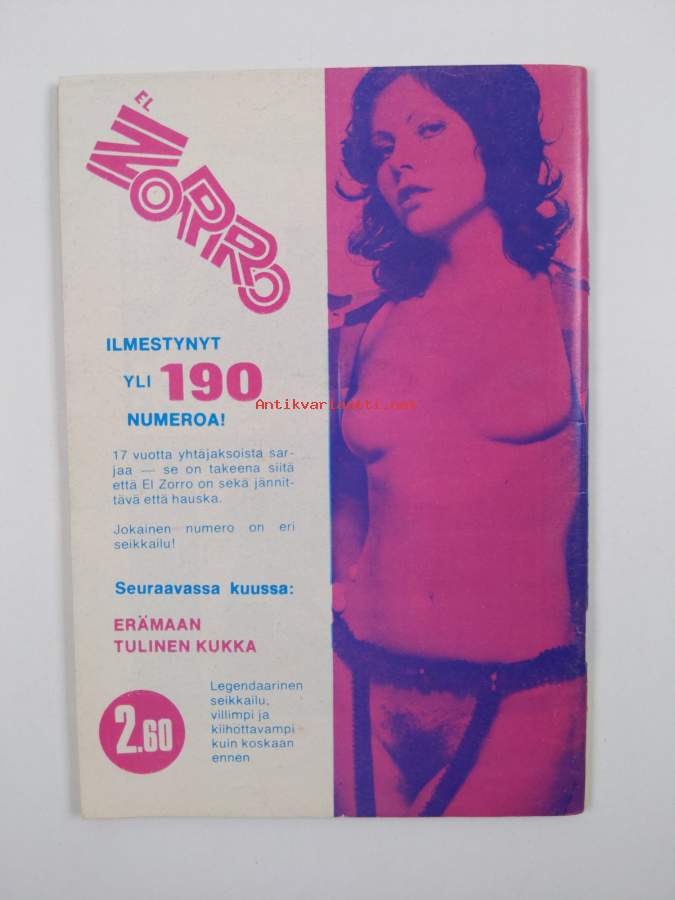 EL
ZORRO
ILMESTYNYT
YLI 190
NUMEROA!
17 vuotta yhtäjaksoista sar-
jaa — se on takeena siitä
että El Zorro on sekä jännit-
tävä että hauska.
Jokainen numero on eri
seikkailu!
Seuraavassa kuussa:
ERÄMAAN
TULINEN KUKKA
2.60
Legendaarinen
seikkailu,
villimpi ja
kiihottavampi
kuin koskaan
ennen
Antikvariaatti.net